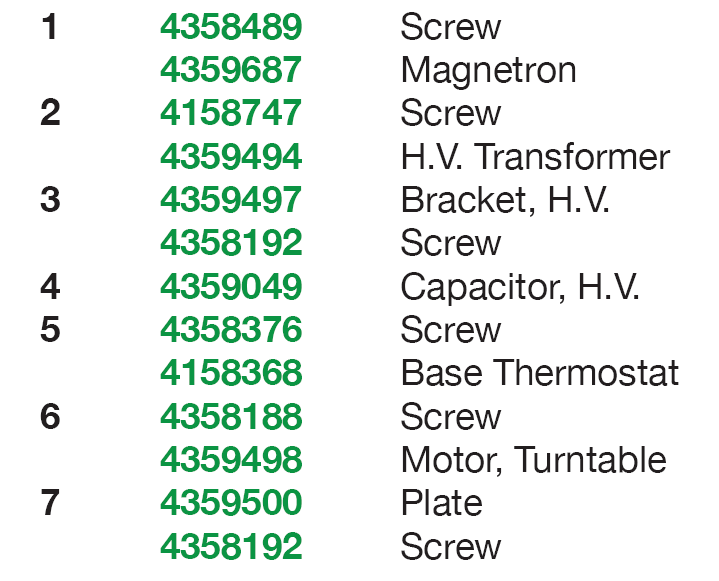 1 4358489 Screw
4359687 Magnetron
2 4158747 Screw
4359494 H.V. Transformer
3 4359497 Bracket, H.V.
4358192 Screw
4 4359049 Capacitor, H.V.
5 4358376 Screw
4158368 Base Thermostat
6 4358188 Screw
4359498 Motor, Turntable
7 4359500 Plate
4358192 Screw